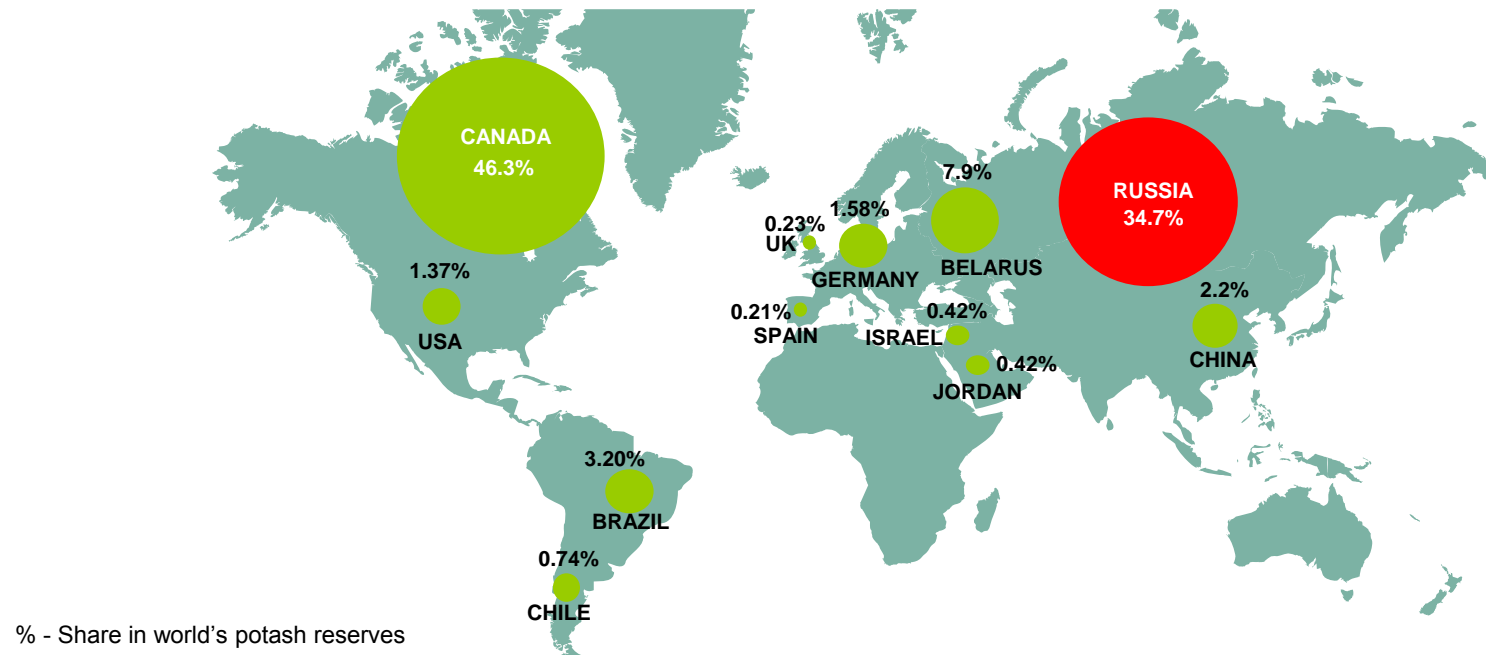 CANADA
46.3%
7.9%
RUSSIA
34.7%
1.58%
0.23%
UK
BELARUS
GERMANY
1.37%
USA
2.2%
CHINA
0.21%
SPAIN
0.42%
ISRAEL
0.42%
JORDAN
3.20%
BRAZIL
0.74%
CHILE
% - Share in world’s potash reserves